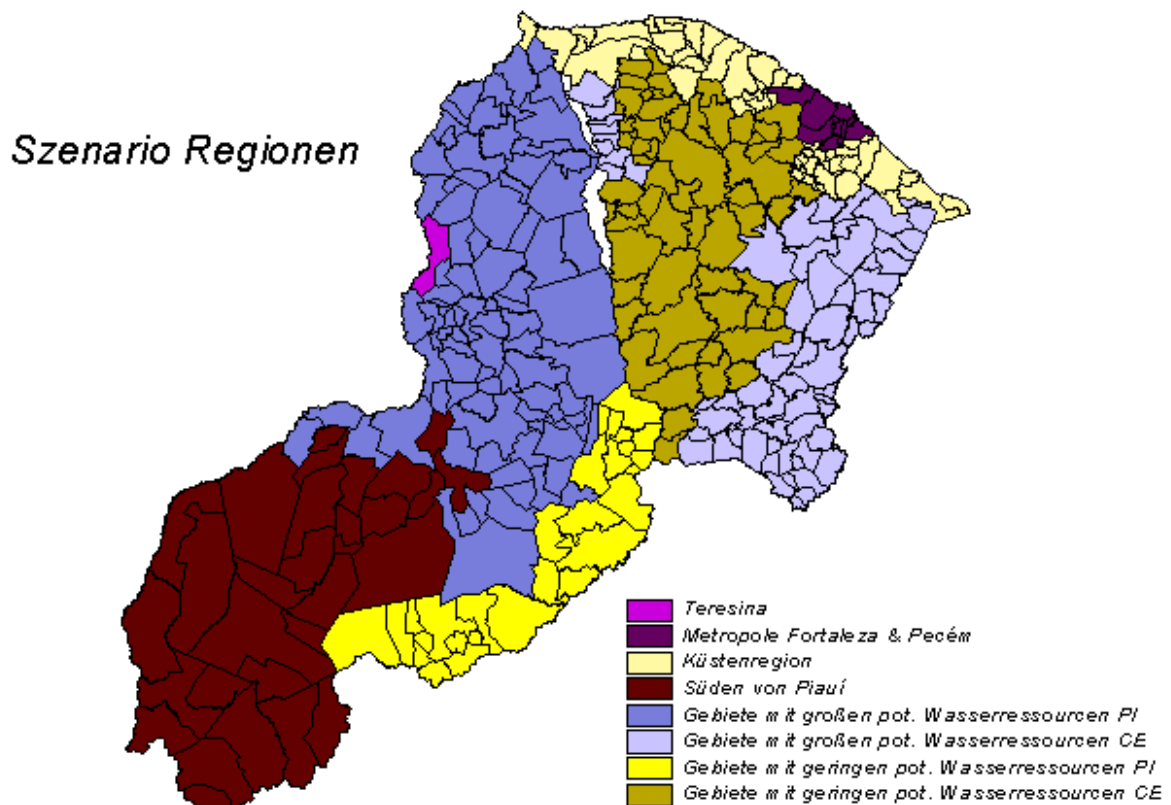 Szenario Regionen
Teresina
Metropole Fortaleza & Pecém
Küstenregion
Süden von Piauí
Gebiete mit großen pot. Wasserressourcen PI
Gebiete mit großen pot. Wasserressourcen CE
Gebiete mit geringen pot. Wasserressourcen PI
Gebiete mit geringen pot. Wasserressourcen CE